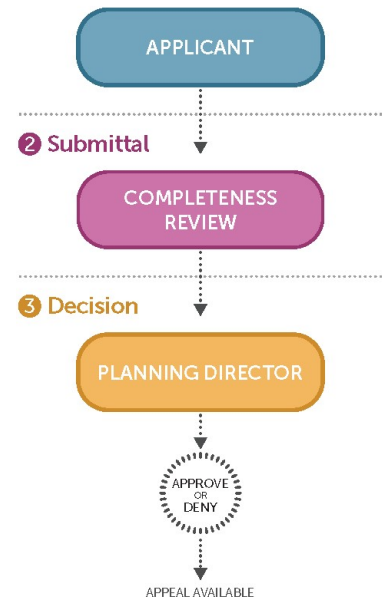 APPLICANT
2 Submittal
COMPLETENESS
REVIEW
3 Decision
PLANNING DIRECTOR
APPROVE
OR
DENY
APPEAL AVAILABLE